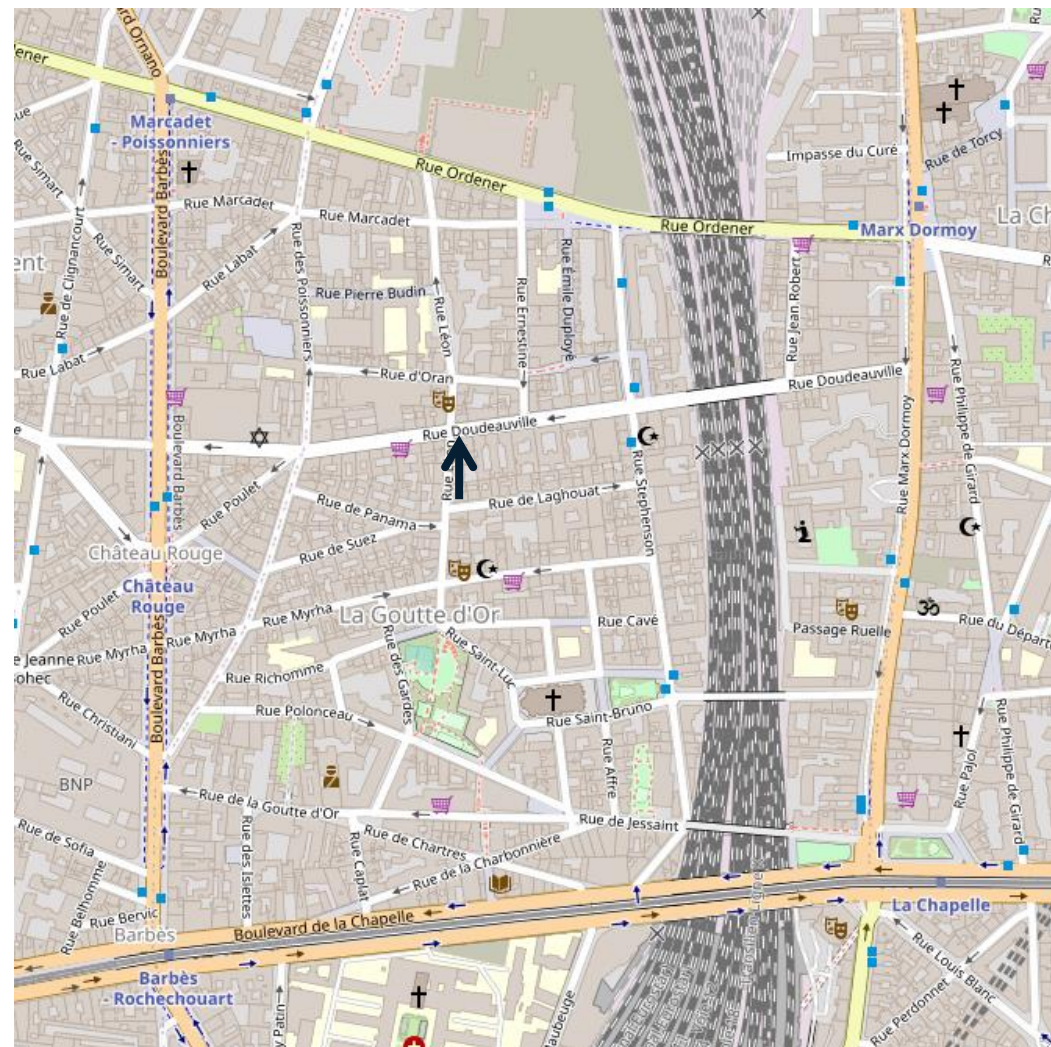 Marcadet
- Poissonniers
Rue Ordener
Rue Ordener
Impasse du Curé
Rue de Torcy
Marx Dormoy
Rue Simart
Rue Simart
Rue Marcadet
Rue Marcadet
Rue de Clignancourt
Boulevard Barbès
Rue Labat
Rue Labat
Rue des Poissonniers
Rue Pierre Budin
Rue Léon
Rue Ernestine
Rue Émile Duployé
Rue Jean Robert
Rue d'Oran
Rue Doudeauville
Rue Doudeauville
Rue Marx Dormoy
Rue Philippe de Girard
Boulevard Barbès
Rue Poulet
Rue de Panama
Rue de Laghouat
Rue Stephenson
Rue de Suez
Château Rouge
Château
Rouge
Rue Poulet
Rue Myrha
Rue Myrha
Rue Myrha
La Goutte d'Or
Rue Cavé
Passage Ruelle
Rue Saint-Luc
Rue des Gardes
Rue Richomme
Boulevard Barbès
Rue Christiani
Rue Polonceau
Rue Saint-Bruno
Rue Affre
Rue Pajol
Rue Philippe de Girard
BNP
Rue de la Goutte d'Or
Rue de Jessaint
Rue de Sofia
Rue des Islettes
Rue Caplat
Rue de Chartres
Rue de la Charbonnière
Rue Belhomme
Rue Bervic
Barbès
Boulevard de la Chapelle
La Chapelle
Barbès
- Rochechouart
Rue Louis Blanc
Rue Perdonnet